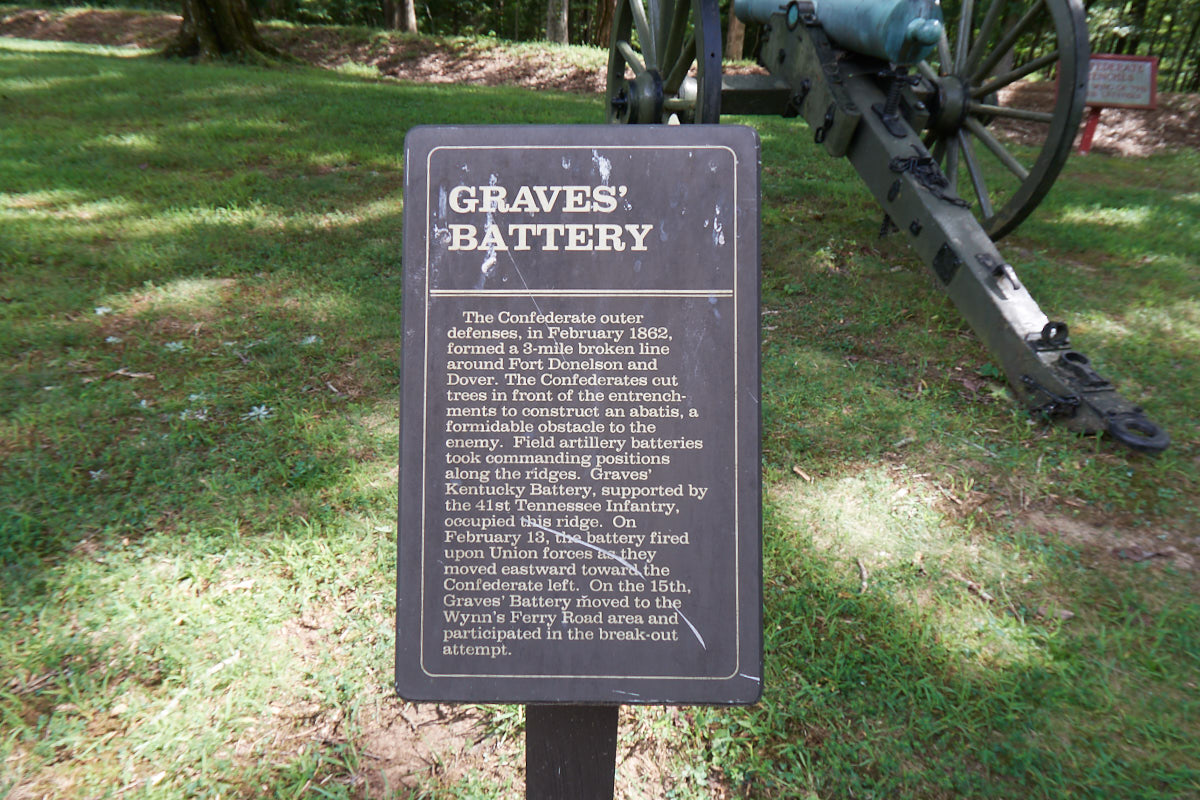 GRAVES'
BATTERY
The Confederate outer
defenses, in February 1862,
formed a 3-mile broken line
around Fort Donelson and
Dover. The Confederates cut
trees in front of the entrench-
ments to construct an abatis, a
formidable obstacle to the
enemy. Field artillery batteries
took commanding positions
along the ridges. Graves'
Kentucky Battery, supported by
the 41st Tennessee Infantry,
occupied this ridge. On
February 13, the battery fired
upon Union forces as they
moved eastward toward the
Confederate left. On the 15th,
Graves' Battery moved to the
Wynn's Ferry Road area and
participated in the break-out
attempt.